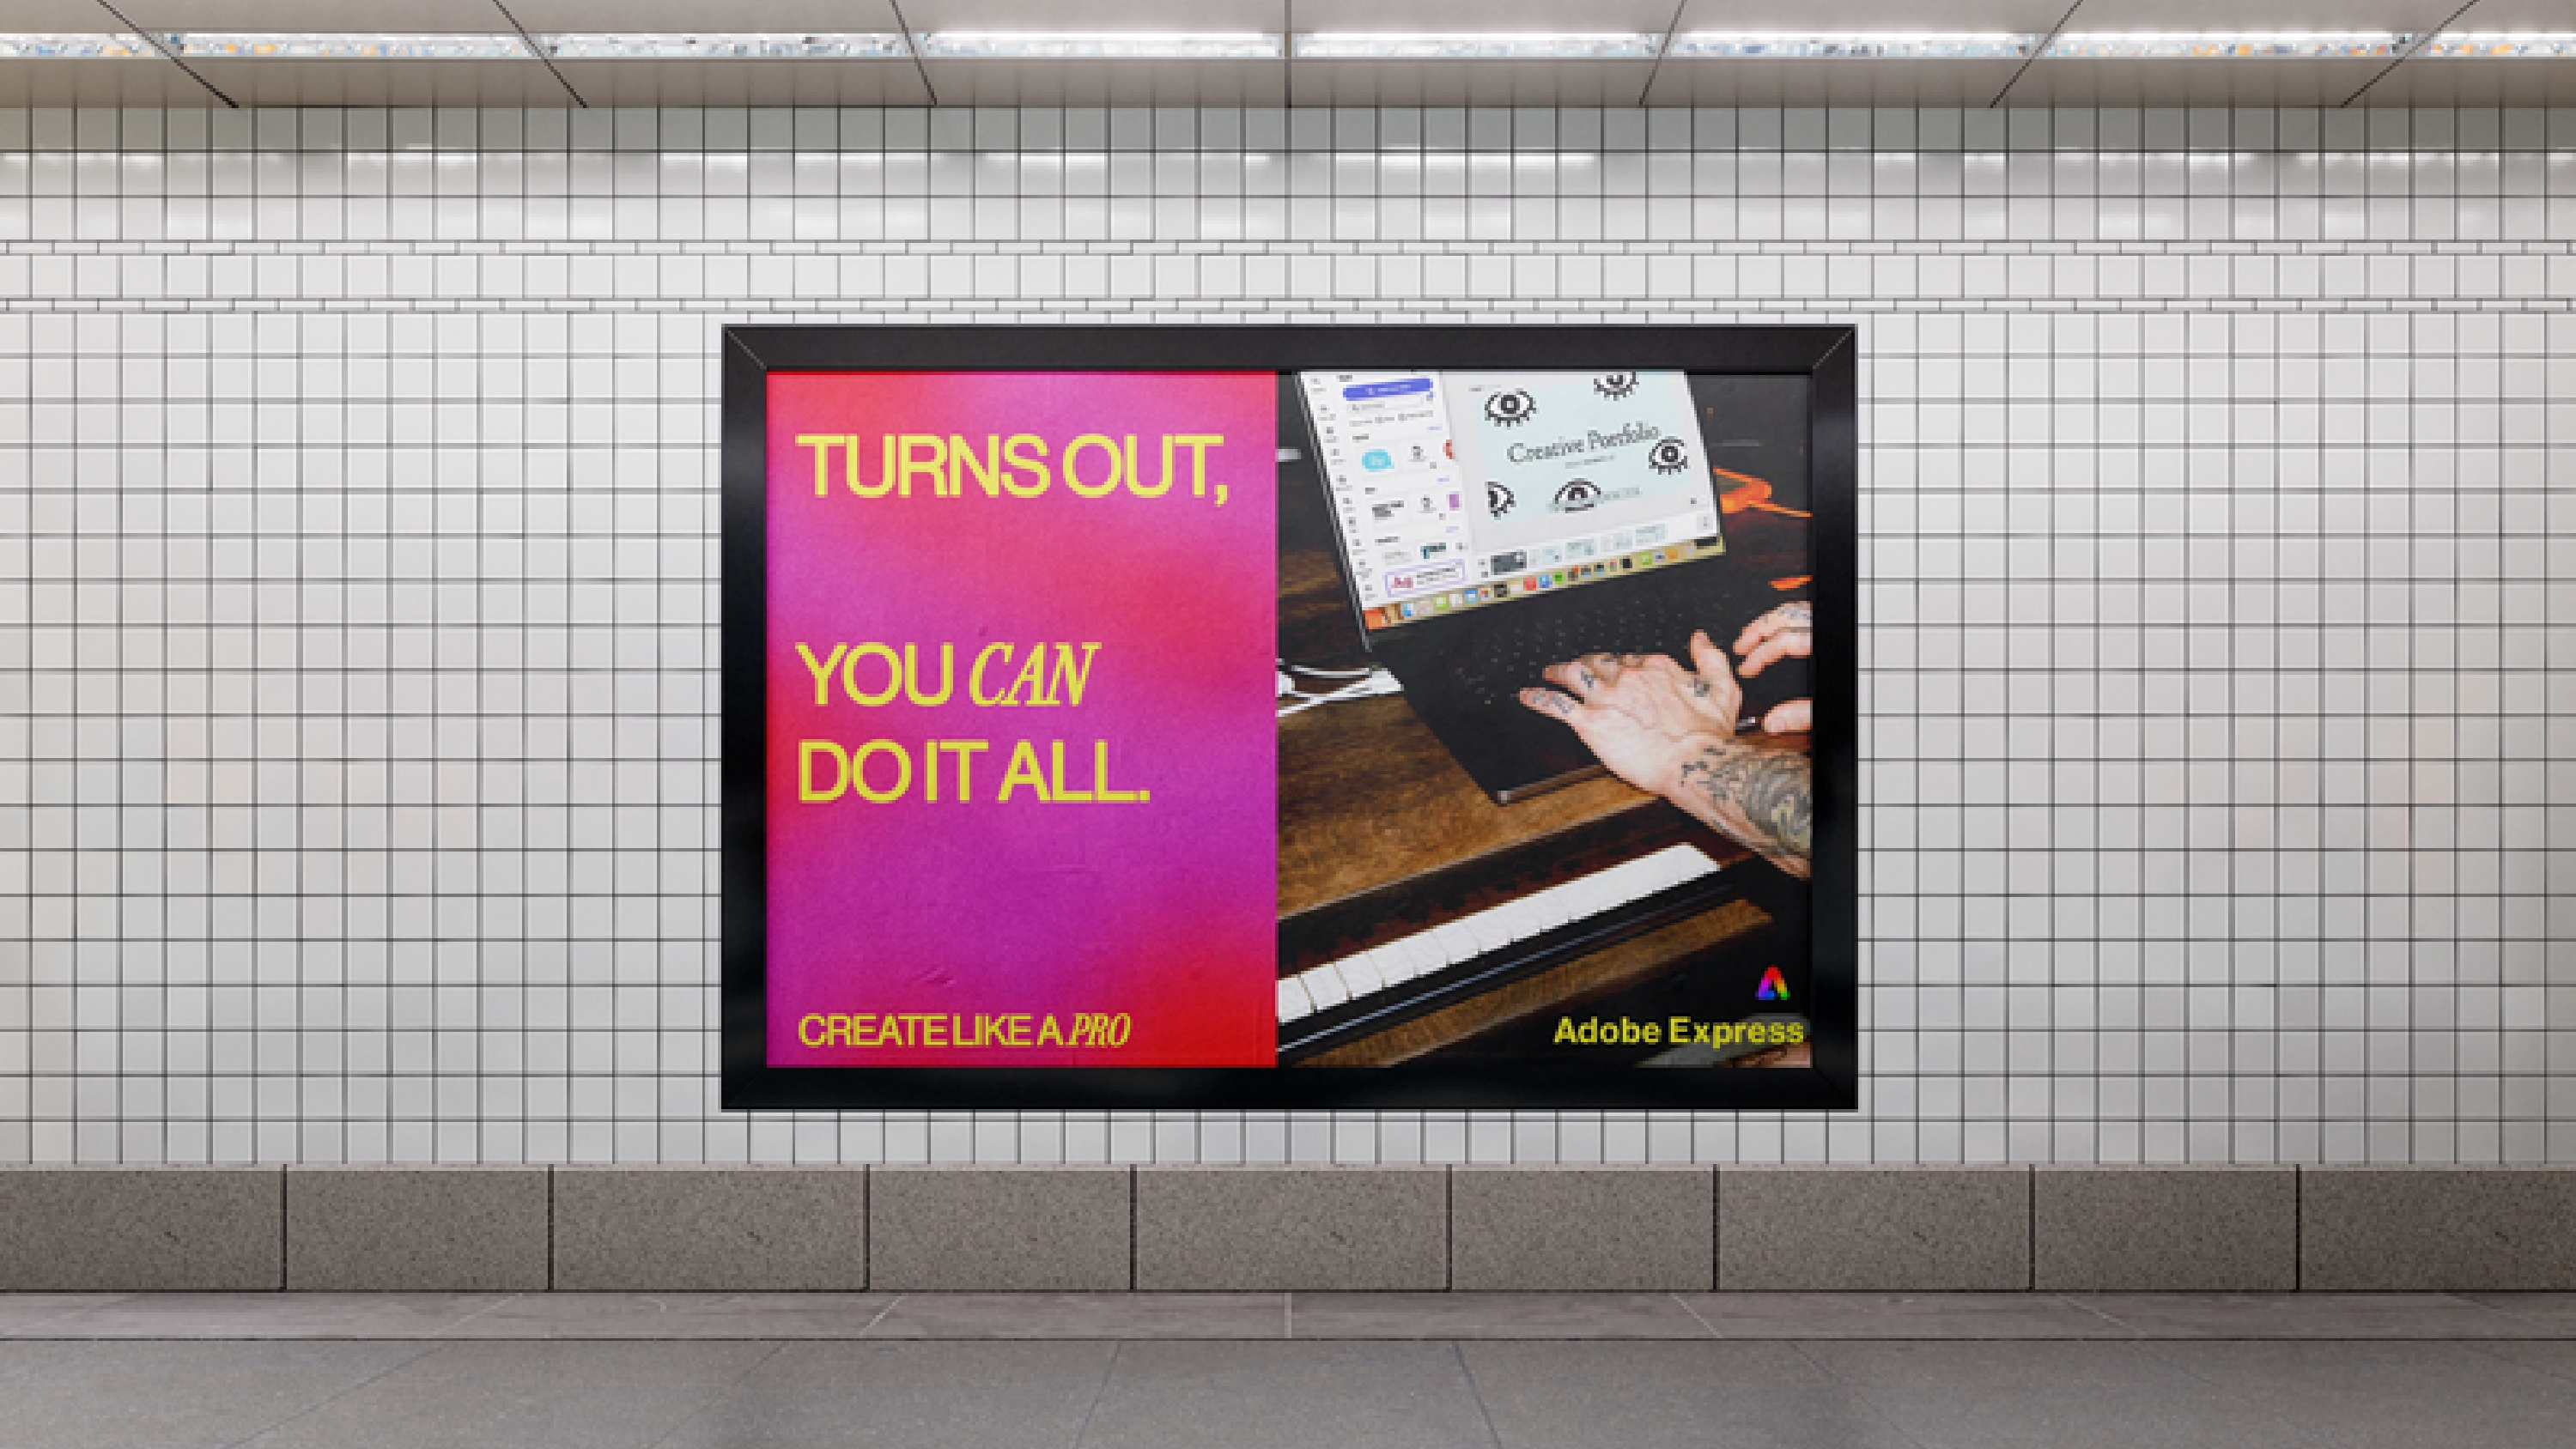 TURNS OUT,
YOU CAN
DO IT ALL.
CREATE LIKE A PRO
Creative Portfolio
Adobe Express